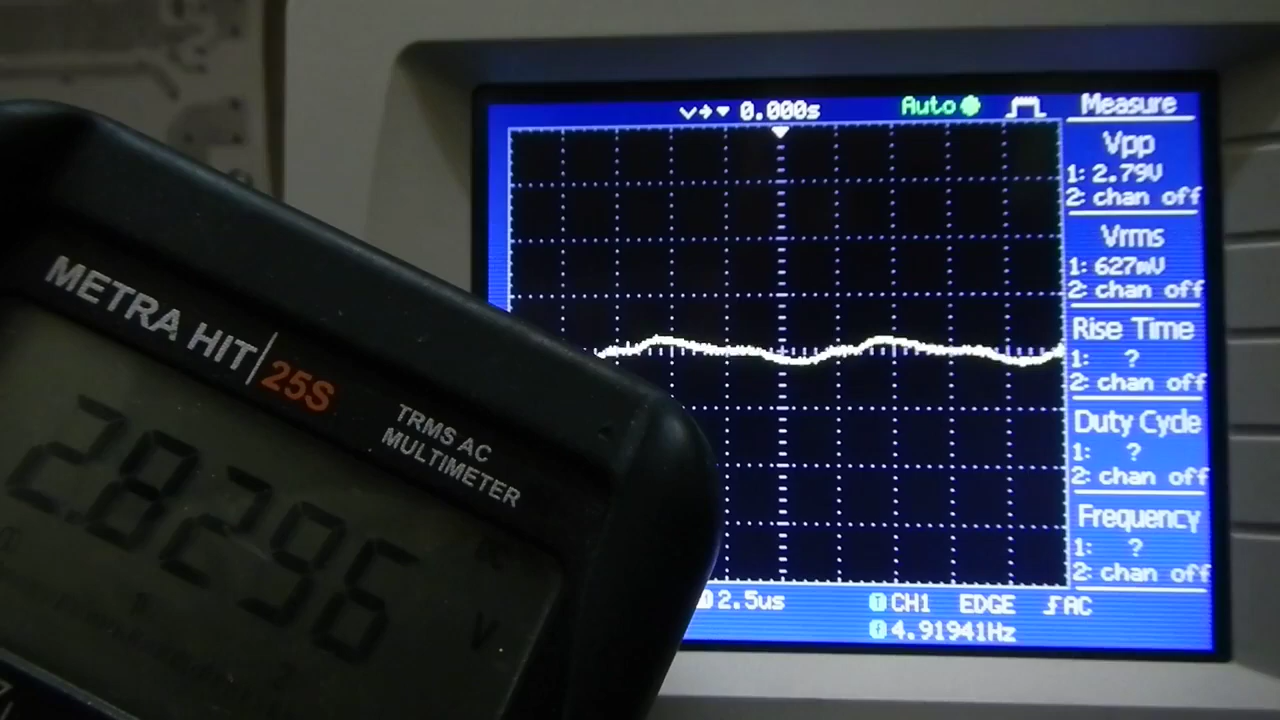 0.000s Auto Measure
Vpp
1: 2.79V
2: chan off
Vrms
1: 627mV
2: chan off
Rise Time
1: ?
2: chan off
Duty Cycle
1: ?
2: chan off
Frequency
1: ?
2: chan off
2.5us CH1 EDGE AC
4.91941Hz
METRA HIT 25S
TRMS AC
MULTIMETER
2.8296
V